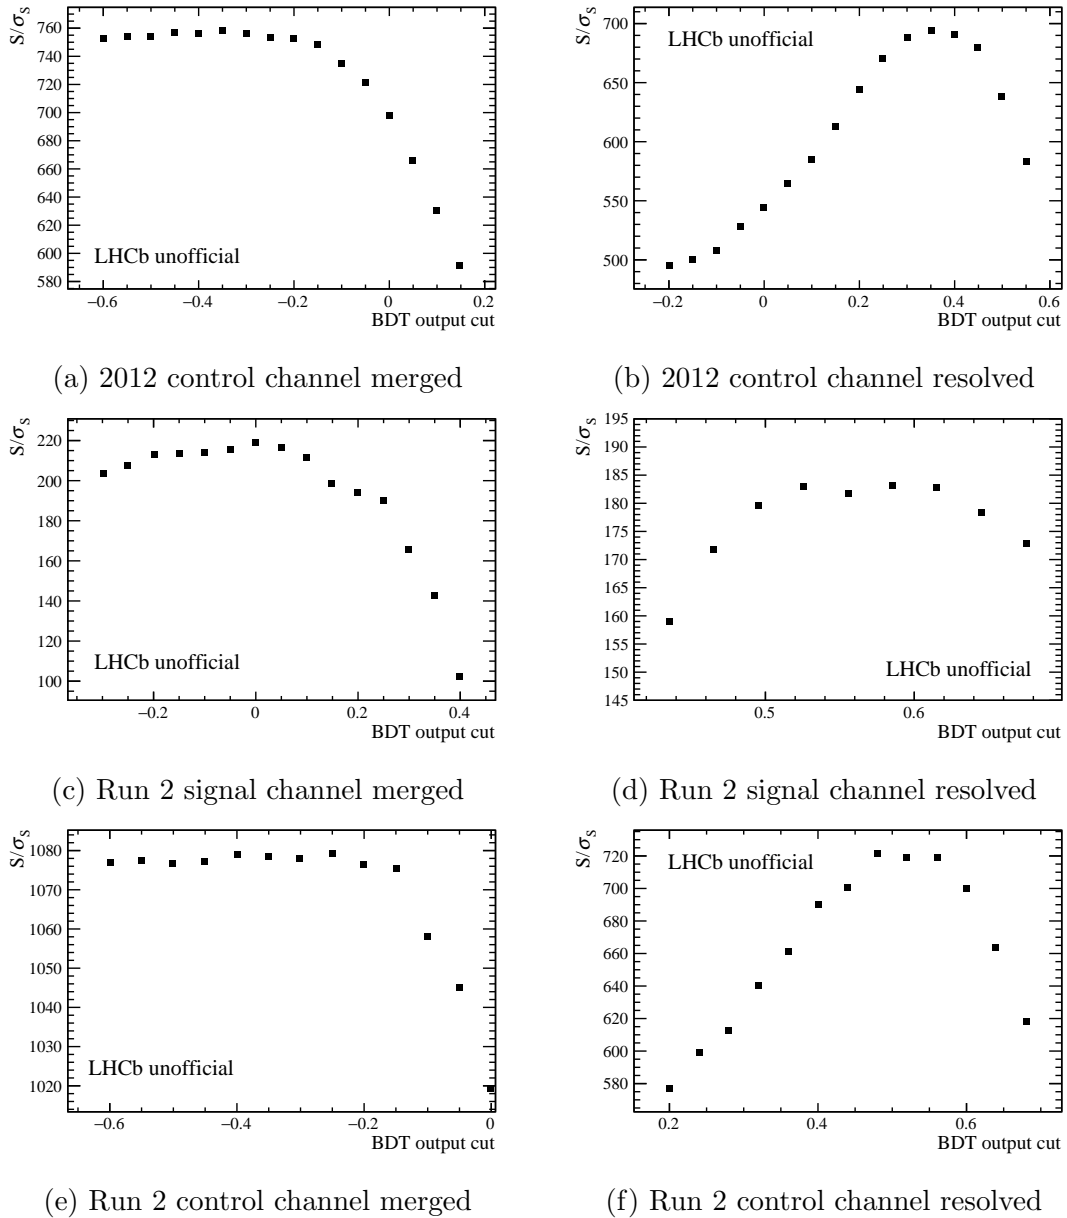 S/σ_S
760
740
720
700
680
660
640
620
600
580
LHCb unofficial
−0.6 −0.4 −0.2 0 0.2
BDT output cut
(a) 2012 control channel merged
S/σ_S
700
650
600
550
500
LHCb unofficial
−0.2 0 0.2 0.4 0.6
BDT output cut
(b) 2012 control channel resolved
S/σ_S
220
200
180
160
140
120
100
LHCb unofficial
−0.2 0 0.2 0.4
BDT output cut
(c) Run 2 signal channel merged
S/σ_S
195
190
185
180
175
170
165
160
155
150
145
LHCb unofficial
0.5 0.6
BDT output cut
(d) Run 2 signal channel resolved
S/σ_S
1080
1070
1060
1050
1040
1030
1020
LHCb unofficial
−0.6 −0.4 −0.2 0
BDT output cut
(e) Run 2 control channel merged
S/σ_S
720
700
680
660
640
620
600
580
LHCb unofficial
0.2 0.4 0.6
BDT output cut
(f) Run 2 control channel resolved